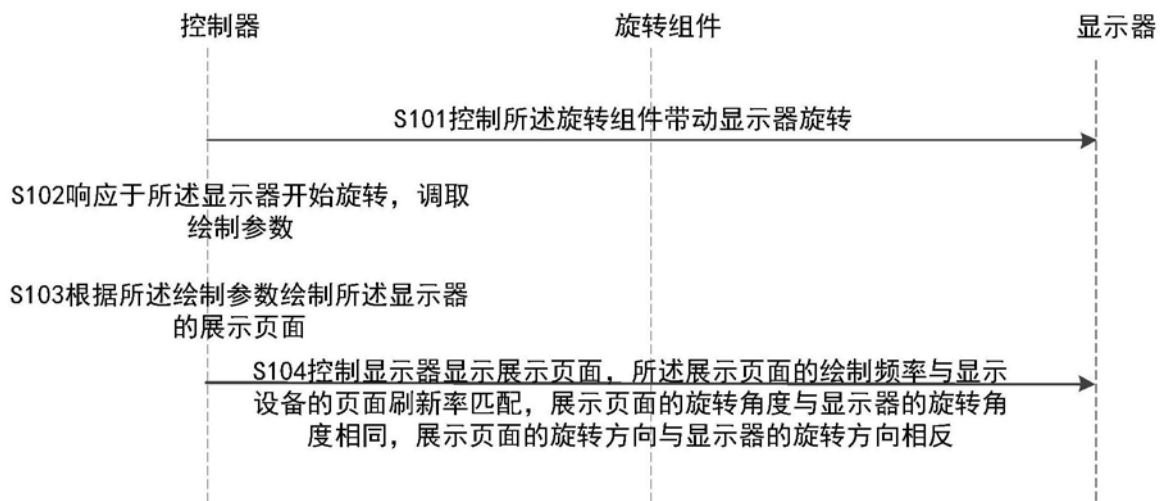 控制器 旋转组件 显示器
S101控制所述旋转组件带动显示器旋转
S102响应于所述显示器开始旋转，调取
绘制参数
S103根据所述绘制参数绘制所述显示器
的展示页面
S104控制显示器显示展示页面，所述展示页面的绘制频率与显示
设备的页面刷新率匹配，展示页面的旋转角度与显示器的旋转角
度相同，展示页面的旋转方向与显示器的旋转方向相反